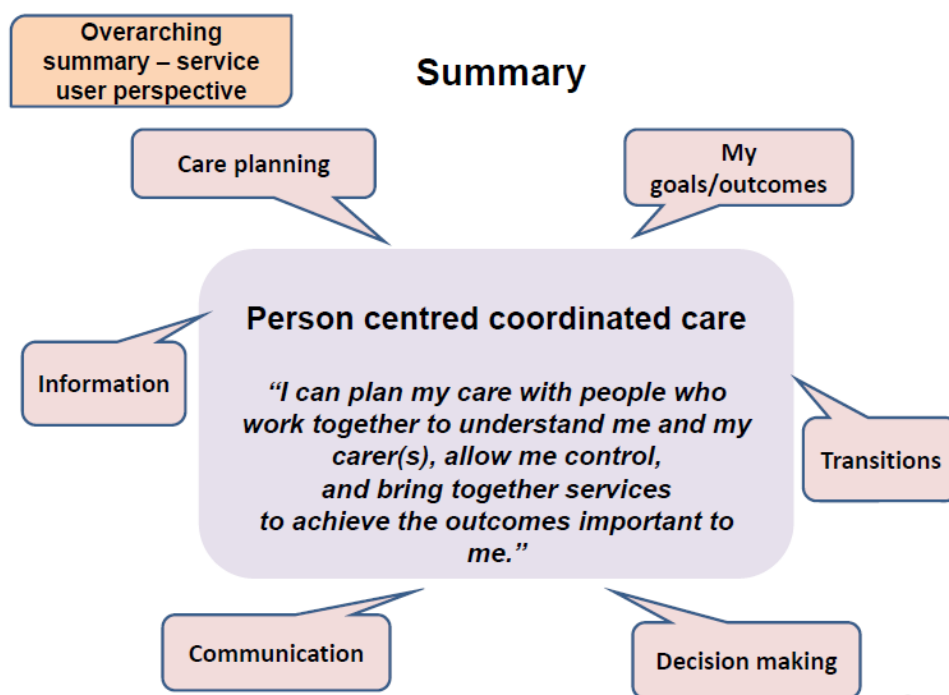 Overarching
summary – service
user perspective
Summary
Care planning
My
goals/outcomes
Person centred coordinated care
Information
“I can plan my care with people who
work together to understand me and my
carer(s), allow me control,
and bring together services
to achieve the outcomes important to
me.”
Transitions
Communication
Decision making